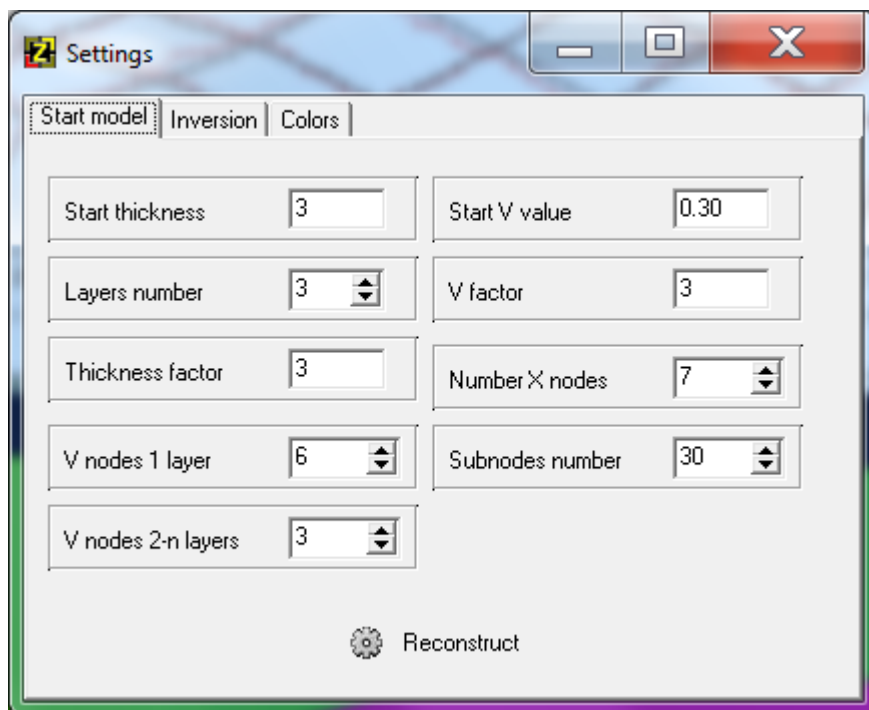 Settings
Start model Inversion Colors
Start thickness 3
Start V value 0.30
Layers number 3
V factor 3
Thickness factor 3
Number X nodes 7
V nodes 1 layer 6
Subnodes number 30
V nodes 2-n layers 3
Reconstruct